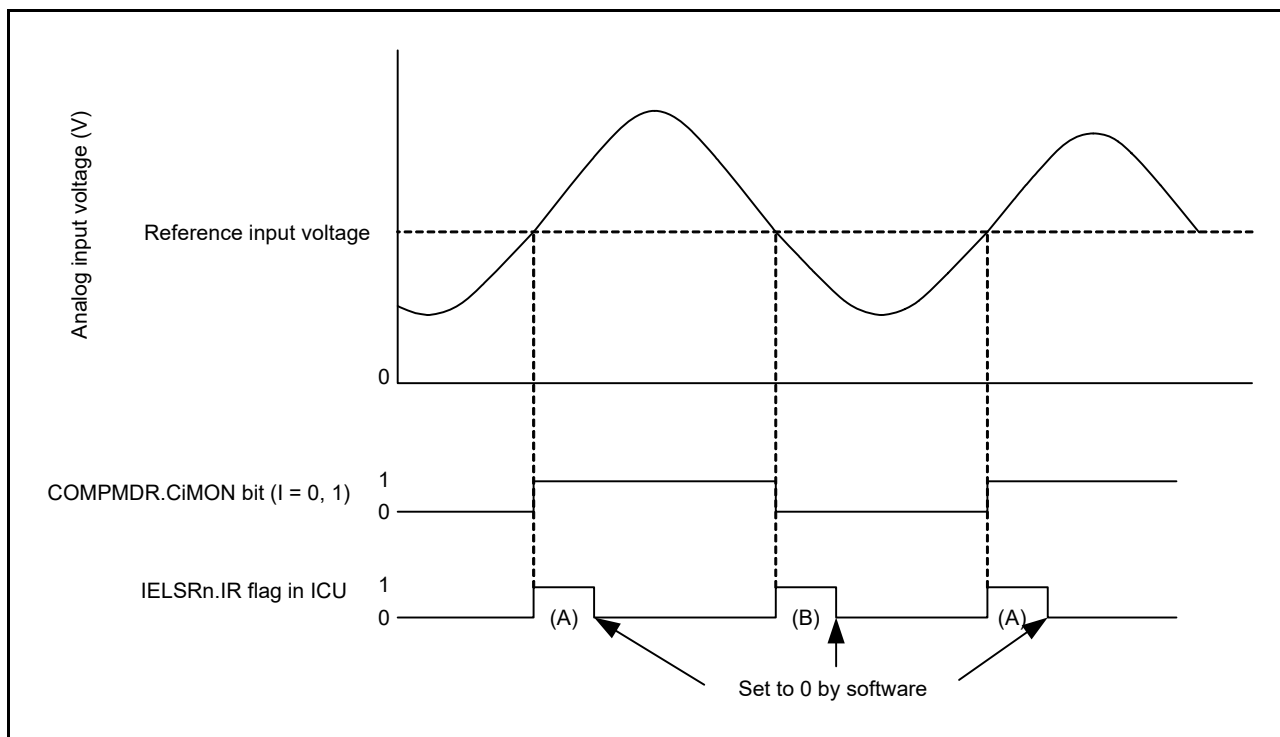 Analog input voltage (V)
Reference input voltage
0
COMPMDR.CiMON bit (I = 0, 1)
1
0
IELSRn.IR flag in ICU
1
0
(A)
(B)
(A)
Set to 0 by software